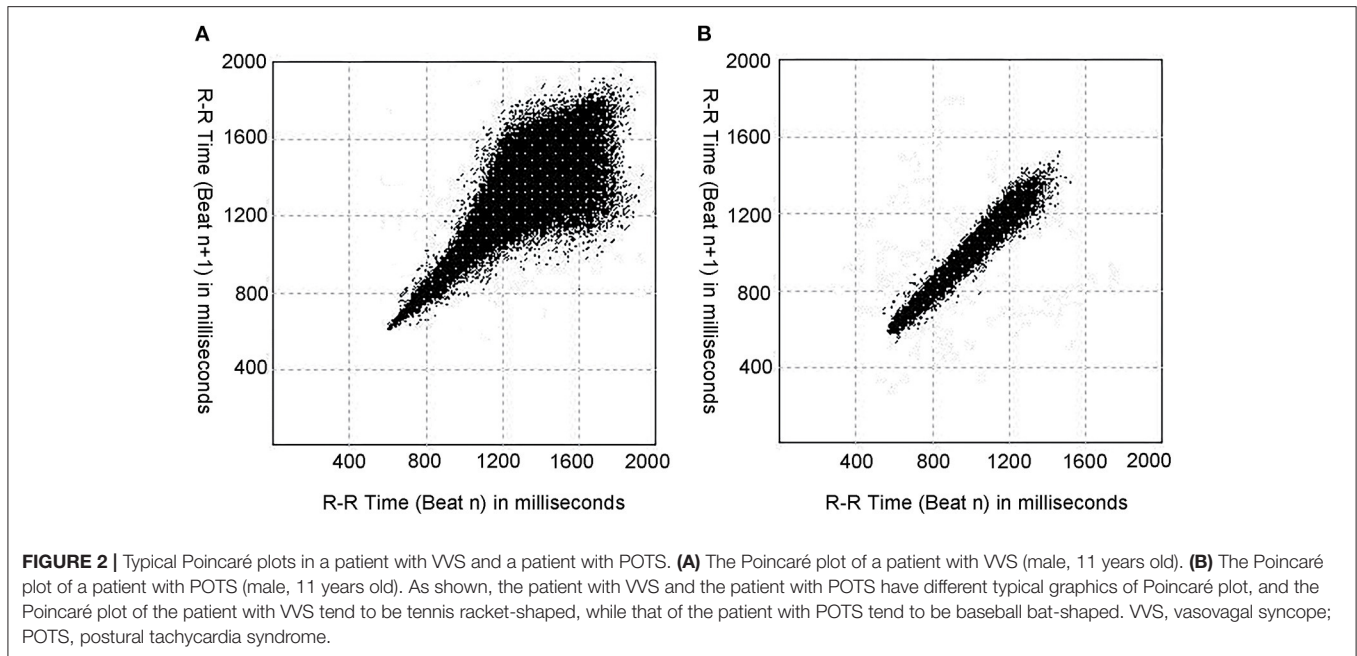 A
2000
1600
1200
800
400
R-R Time (Beat n+1) in milliseconds
400 800 1200 1600 2000
R-R Time (Beat n) in milliseconds
B
2000
1600
1200
800
400
R-R Time (Beat n+1) in milliseconds
400 800 1200 1600 2000
R-R Time (Beat n) in milliseconds
FIGURE 2 | Typical Poincaré plots in a patient with VVS and a patient with POTS. (A) The Poincaré plot of a patient with VVS (male, 11 years old). (B) The Poincaré
plot of a patient with POTS (male, 11 years old). As shown, the patient with VVS and the patient with POTS have different typical graphics of Poincaré plot, and the
Poincaré plot of the patient with VVS tend to be tennis racket-shaped, while that of the patient with POTS tend to be baseball bat-shaped. VVS, vasovagal syncope;
POTS, postural tachycardia syndrome.